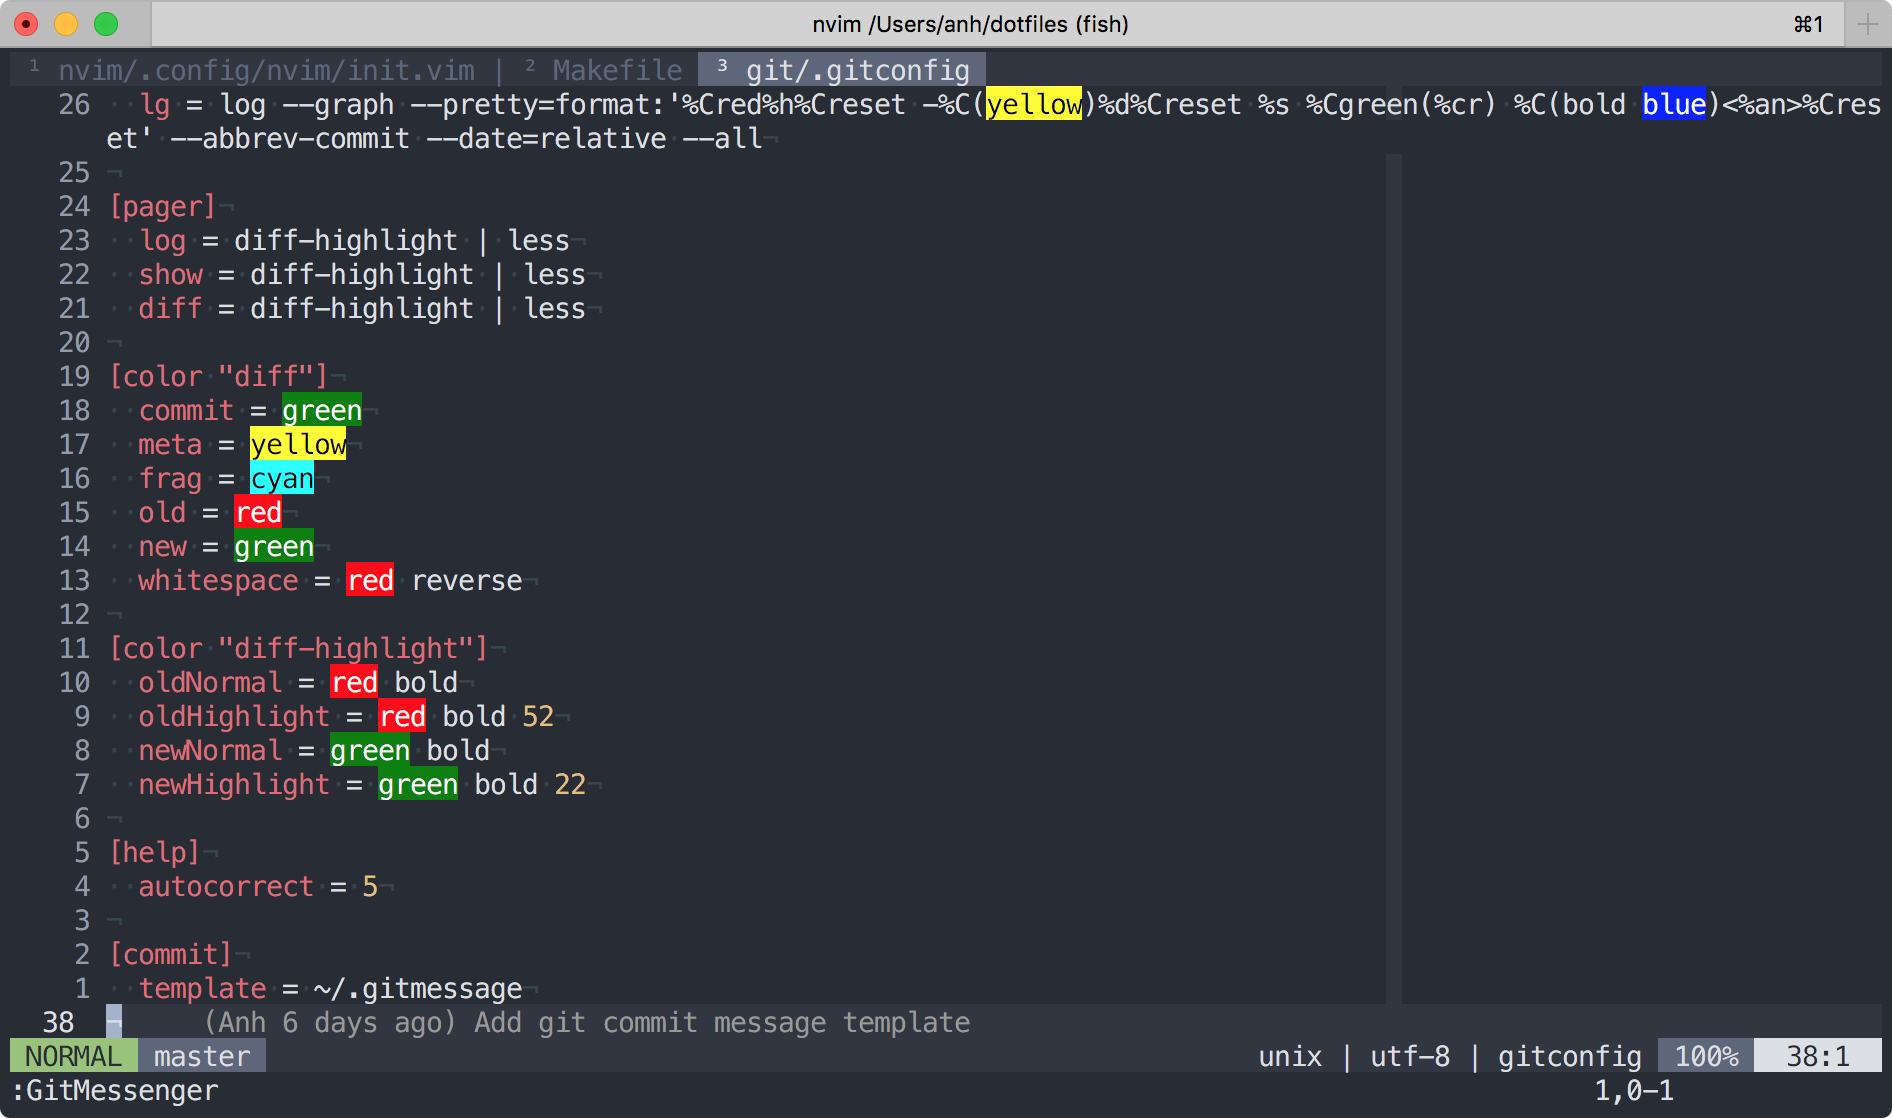 nvim /Users/anh/dotfiles (fish) ⌘1
¹ nvim/.config/nvim/init.vim | ² Makefile ³ git/.gitconfig
26 ··lg·=·log·--graph·--pretty=format:'%Cred%h%Creset·-%C(yellow)%d%Creset·%s·%Cgreen(%cr)·%C(bold·blue)<%an>%Cres
et'·--abbrev-commit·--date=relative·--all¬
25 ¬
24 [pager]¬
23 ··log·=·diff-highlight·|·less¬
22 ··show·=·diff-highlight·|·less¬
21 ··diff·=·diff-highlight·|·less¬
20 ¬
19 [color·"diff"]¬
18 ··commit·=·green¬
17 ··meta·=·yellow¬
16 ··frag·=·cyan¬
15 ··old·=·red¬
14 ··new·=·green¬
13 ··whitespace·=·red·reverse¬
12 ¬
11 [color·"diff-highlight"]¬
10 ··oldNormal·=·red·bold¬
9 ··oldHighlight·=·red·bold·52¬
8 ··newNormal·=·green·bold¬
7 ··newHighlight·=·green·bold·22¬
6 ¬
5 [help]¬
4 ··autocorrect·=·5¬
3 ¬
2 [commit]¬
1 ··template·=·~/.gitmessage¬
38 ¬ (Anh 6 days ago) Add git commit message template
NORMAL master unix | utf-8 | gitconfig 100% 38:1
:GitMessenger 1,0-1